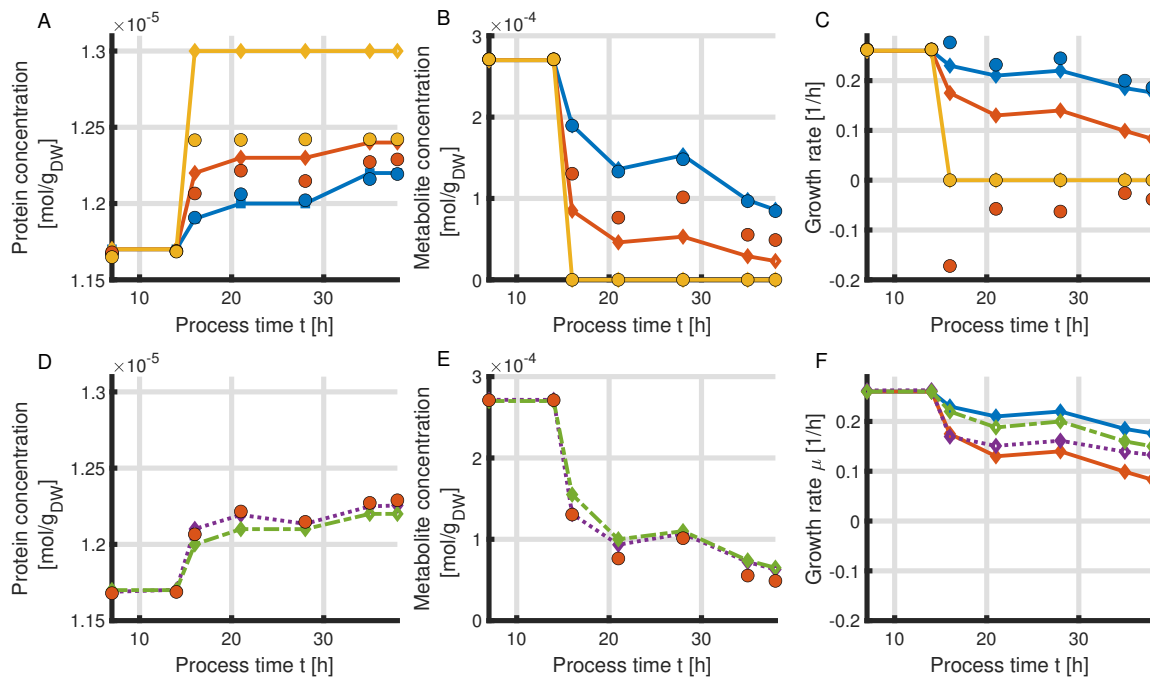 A
×10-5
1.3
1.25
1.2
1.15
10
20
30
Protein concentration
[mol/gDW]
Process time t [h]
B
×10-4
3
2
1
0
10
20
30
Metabolite concentration
[mol/gDW]
Process time t [h]
C
0.2
0.1
0
-0.1
-0.2
10
20
30
Growth rate [1/h]
Process time t [h]
D
×10-5
1.3
1.25
1.2
1.15
10
20
30
Protein concentration
[mol/gDW]
Process time t [h]
E
×10-4
3
2
1
0
10
20
30
Metabolite concentration
[mol/gDW]
Process time t [h]
F
0.2
0.1
0
-0.1
-0.2
10
20
30
Growth rate μ [1/h]
Process time t [h]